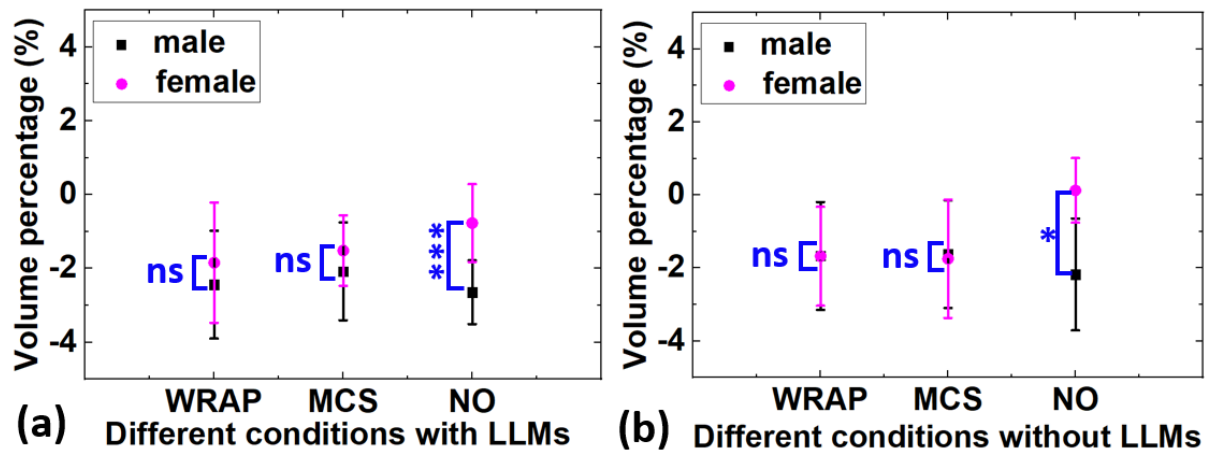 Volume percentage (%)
4
2
0
-2
-4
male
female
ns
ns
***
WRAP MCS NO
(a) Different conditions with LLMs
Volume percentage (%)
4
2
0
-2
-4
male
female
ns
ns
*
WRAP MCS NO
(b) Different conditions without LLMs